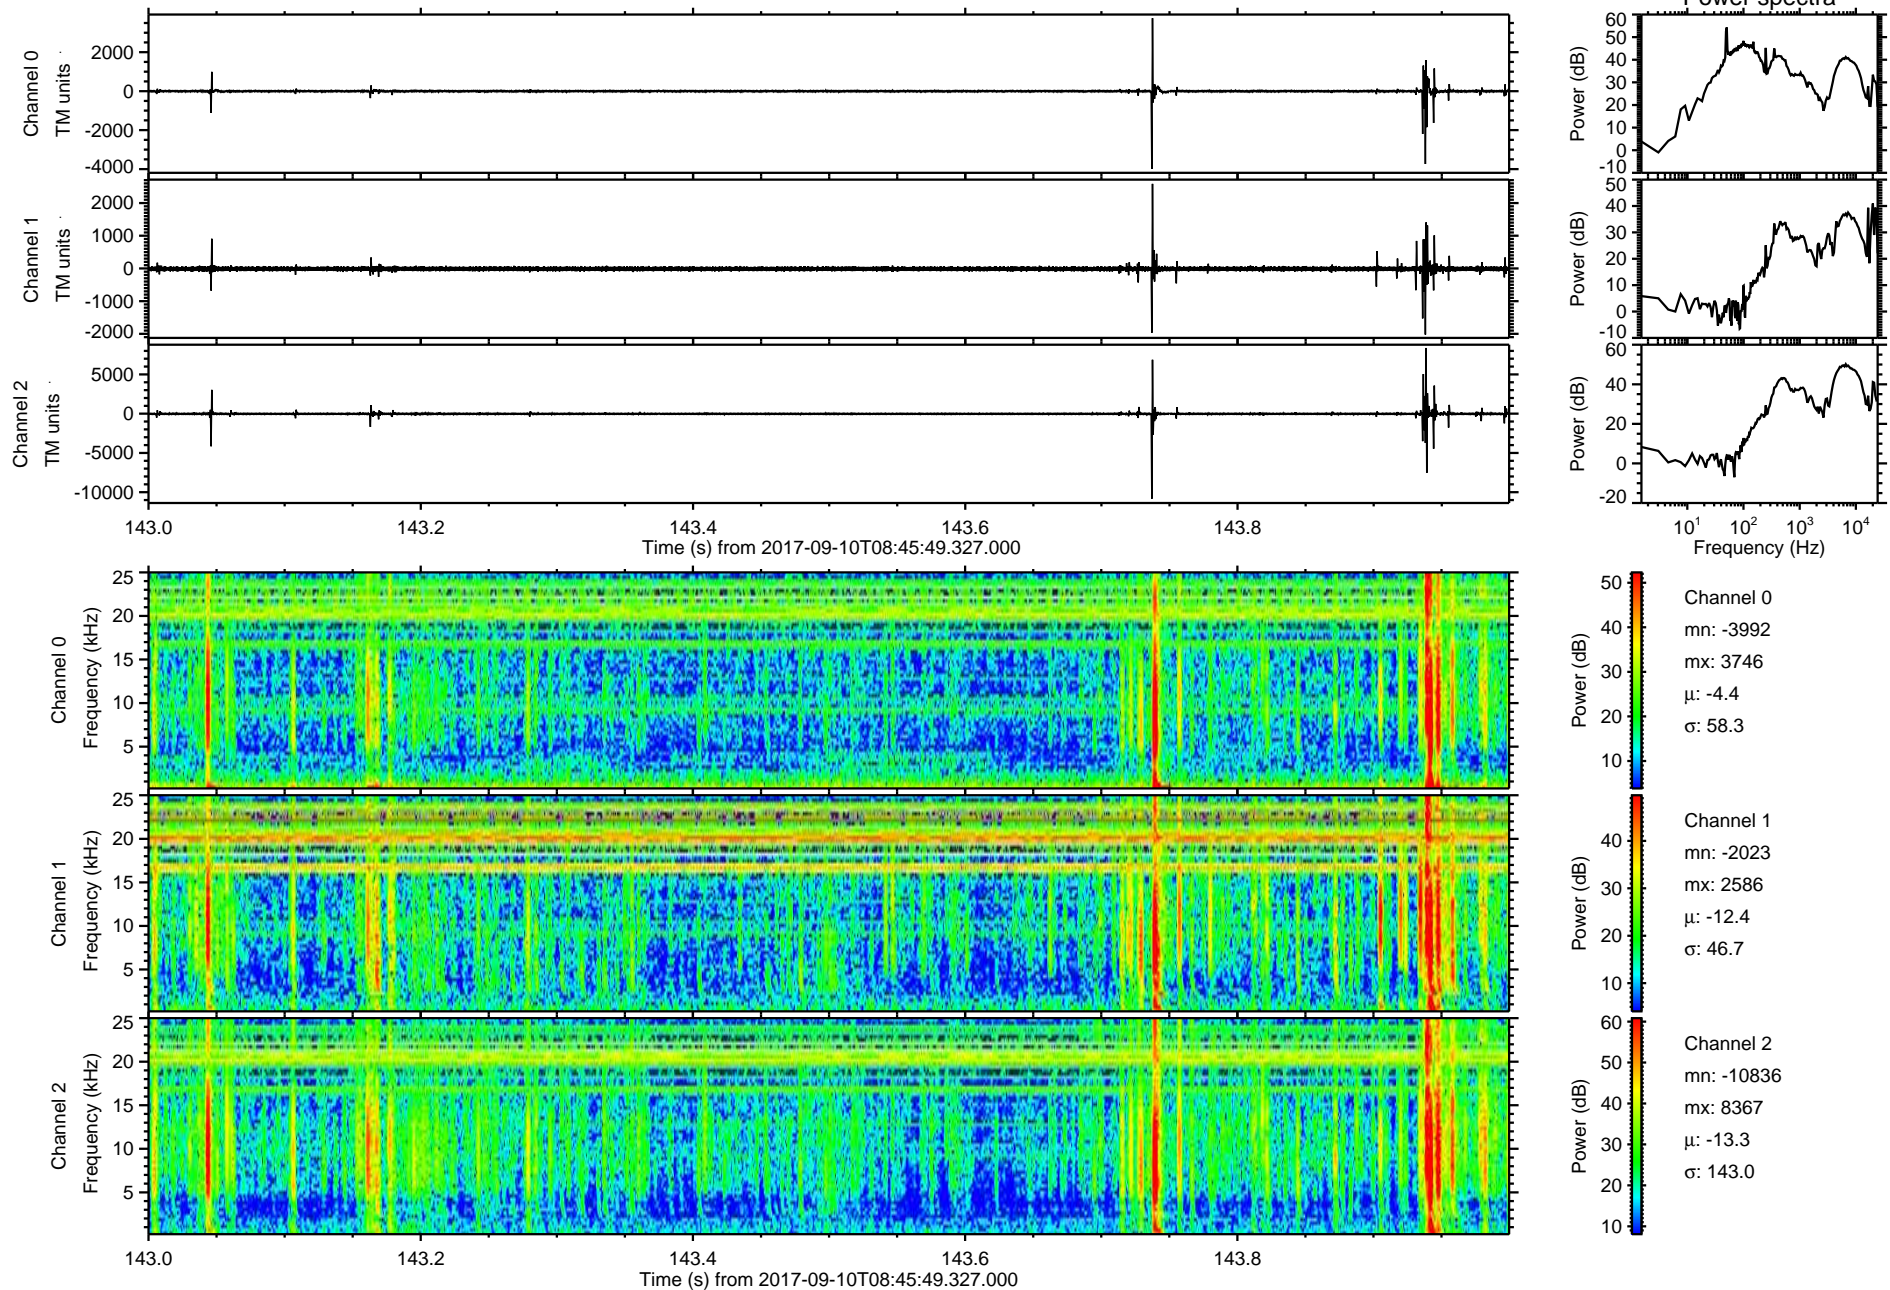 Power spectra
Channel 0
TM units
2000
0
-2000
-4000
Power (dB)
60
50
40
30
20
10
0
-10
Channel 1
TM units
2000
1000
0
-1000
-2000
Power (dB)
50
40
30
20
10
0
-10
Channel 2
TM units
5000
0
-5000
-10000
Power (dB)
60
40
20
0
-20
143.0 143.2 143.4 143.6 143.8
Time (s) from 2017-09-10T08:45:49.327.000
10¹ 10² 10³ 10⁴
Frequency (Hz)
Channel 0
Frequency (kHz)
25
20
15
10
5
Power (dB)
50
40
30
20
10
Channel 0
mn: -3992
mx: 3746
μ: -4.4
σ: 58.3
Channel 1
Frequency (kHz)
25
20
15
10
5
Power (dB)
40
30
20
10
Channel 1
mn: -2023
mx: 2586
μ: -12.4
σ: 46.7
Channel 2
Frequency (kHz)
25
20
15
10
5
Power (dB)
60
50
40
30
20
10
Channel 2
mn: -10836
mx: 8367
μ: -13.3
σ: 143.0
143.0 143.2 143.4 143.6 143.8
Time (s) from 2017-09-10T08:45:49.327.000